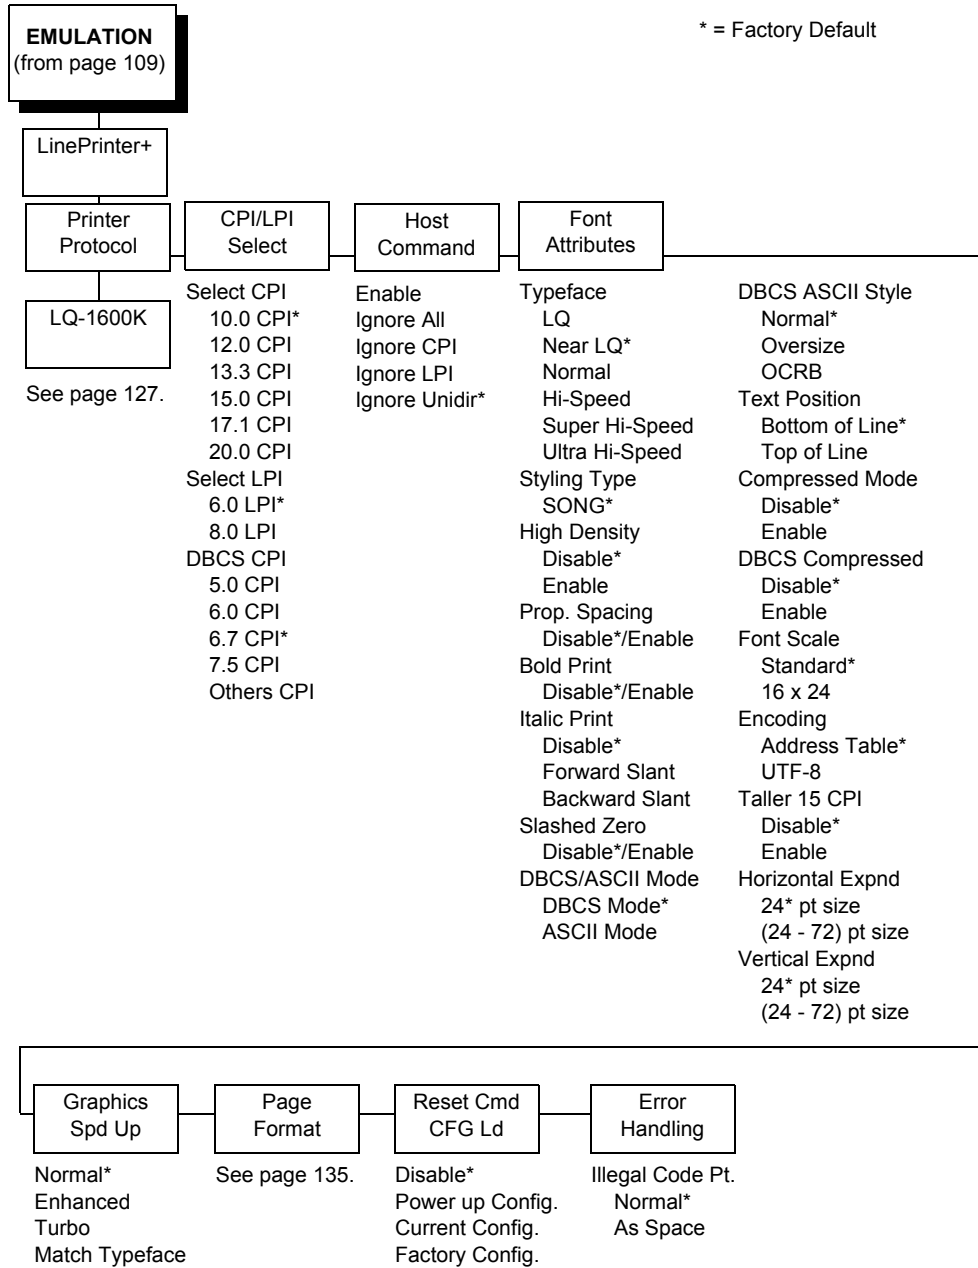 EMULATION
(from page 109)
* = Factory Default
LinePrinter+
Printer
Protocol
LQ-1600K
See page 127.
CPI/LPI
Select
Select CPI
10.0 CPI*
12.0 CPI
13.3 CPI
15.0 CPI
17.1 CPI
20.0 CPI
Select LPI
6.0 LPI*
8.0 LPI
DBCS CPI
5.0 CPI
6.0 CPI
6.7 CPI*
7.5 CPI
Others CPI
Host
Command
Enable
Ignore All
Ignore CPI
Ignore LPI
Ignore Unidir*
Font
Attributes
Typeface
LQ
Near LQ*
Normal
Hi-Speed
Super Hi-Speed
Ultra Hi-Speed
Styling Type
SONG*
High Density
Disable*
Enable
Prop. Spacing
Disable*/Enable
Bold Print
Disable*/Enable
Italic Print
Disable*
Forward Slant
Backward Slant
Slashed Zero
Disable*/Enable
DBCS/ASCII Mode
DBCS Mode*
ASCII Mode
DBCS ASCII Style
Normal*
Oversize
OCRB
Text Position
Bottom of Line*
Top of Line
Compressed Mode
Disable*
Enable
DBCS Compressed
Disable*
Enable
Font Scale
Standard*
16 x 24
Encoding
Address Table*
UTF-8
Taller 15 CPI
Disable*
Enable
Horizontal Expnd
24* pt size
(24 - 72) pt size
Vertical Expnd
24* pt size
(24 - 72) pt size
Graphics
Spd Up
Normal*
Enhanced
Turbo
Match Typeface
Page
Format
See page 135.
Reset Cmd
CFG Ld
Disable*
Power up Config.
Current Config.
Factory Config.
Error
Handling
Illegal Code Pt.
Normal*
As Space